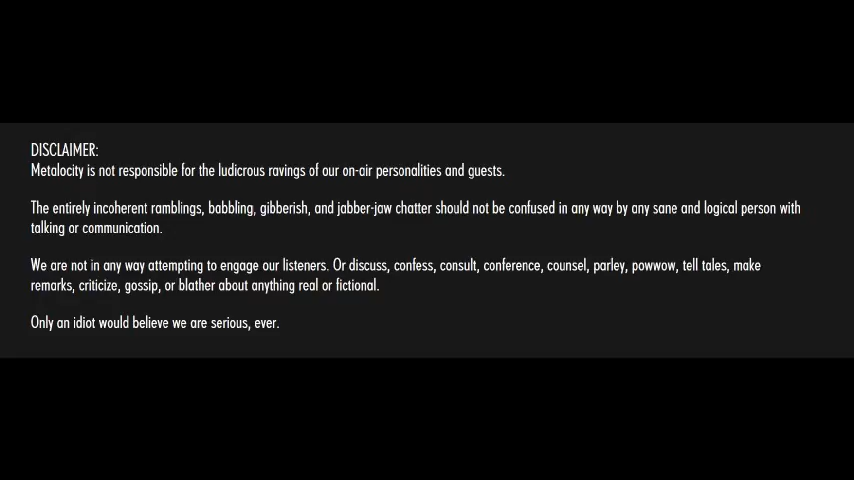 DISCLAIMER:
Metalocity is not responsible for the ludicrous ravings of our on-air personalities and guests.
The entirely incoherent ramblings, babbling, gibberish, and jabber-jaw chatter should not be confused in any way by any sane and logical person with
talking or communication.
We are not in any way attempting to engage our listeners. Or discuss, confess, consult, conference, counsel, parley, powwow, tell tales, make
remarks, criticize, gossip, or blather about anything real or fictional.
Only an idiot would believe we are serious, ever.